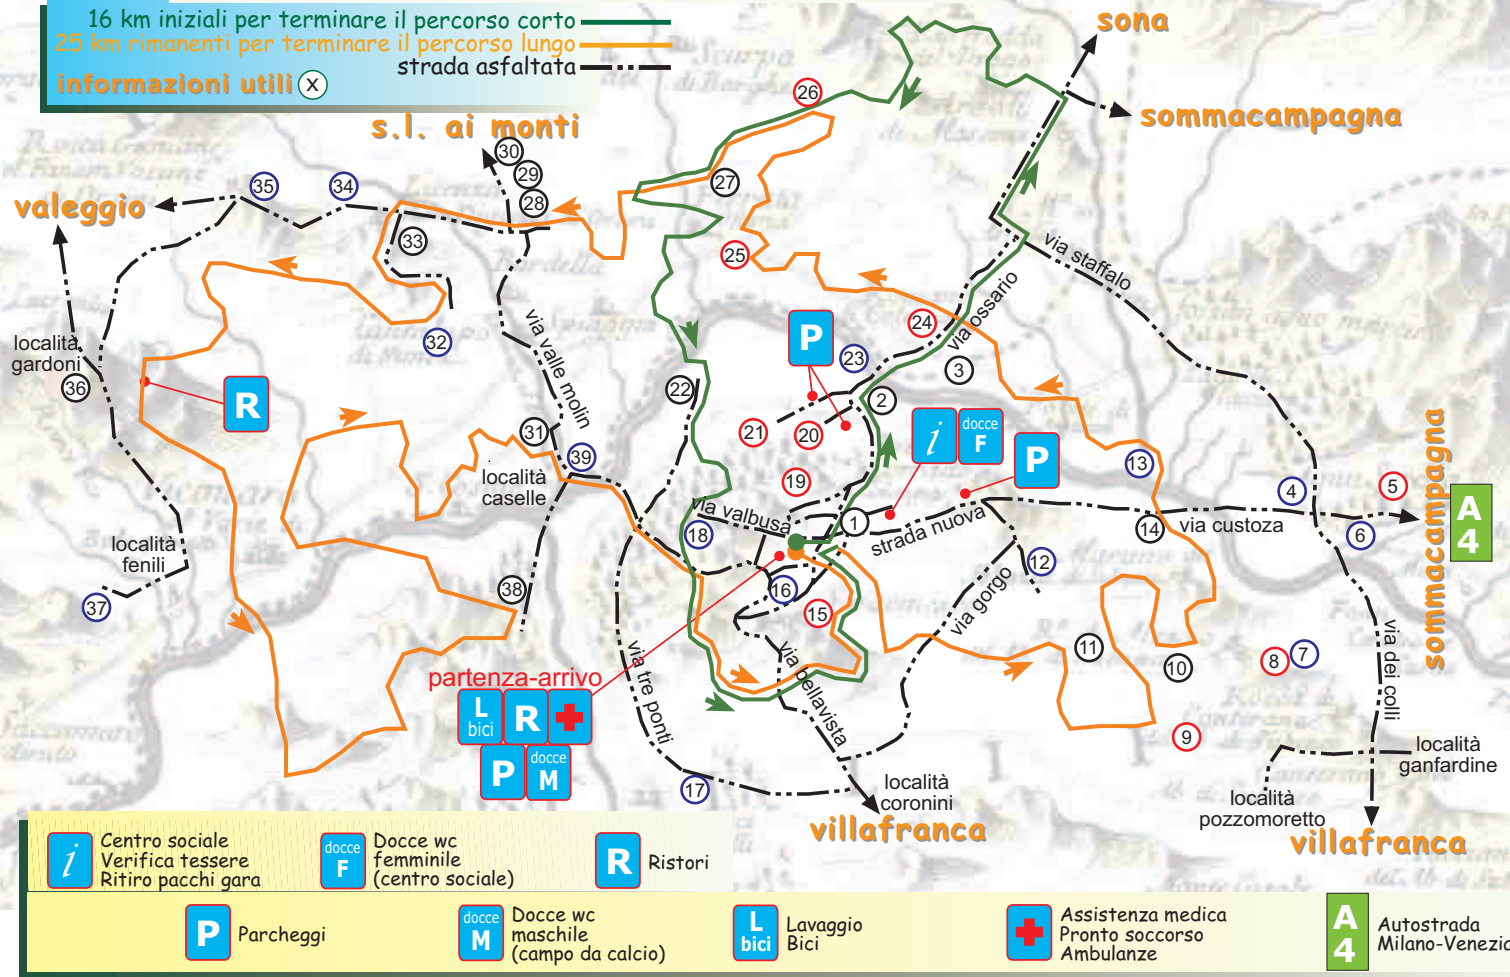 16 km iniziali per terminare il percorso corto
25 km rimanenti per terminare il percorso lungo
strada asfaltata
informazioni utili x
sona
sommacampagna
s.l. ai monti
valeggio
26
30
29
28
27
35
34
33
32
25
24
23
22
21
20
19
18
17
16
15
14
13
12
11
10
9
8
7
6
5
4
3
2
1
31
39
38
37
36
via staffalo
via ossario
via valle molin
località
gardoni
località
caselle
località
fenili
P
R
i
docce
F
P
via valbusa
strada nuova
via custoza
via gorgo
via tre ponti
via bellavista
via dei colli
sommacampagna
A
4
partenza-arrivo
L
bici
R
P
docce
M
località
coronini
villafranca
località
ganfardine
località
pozzomoretto
villafranca
i
Centro sociale
Verifica tessere
Ritiro pacchi gara
docce
F
Docce wc
femminile
(centro sociale)
R
Ristori
P
Parcheggi
docce
M
Docce wc
maschile
(campo da calcio)
L
bici
Lavaggio
Bici
Assistenza medica
Pronto soccorso
Ambulanze
A
4
Autostrada
Milano-Venezia